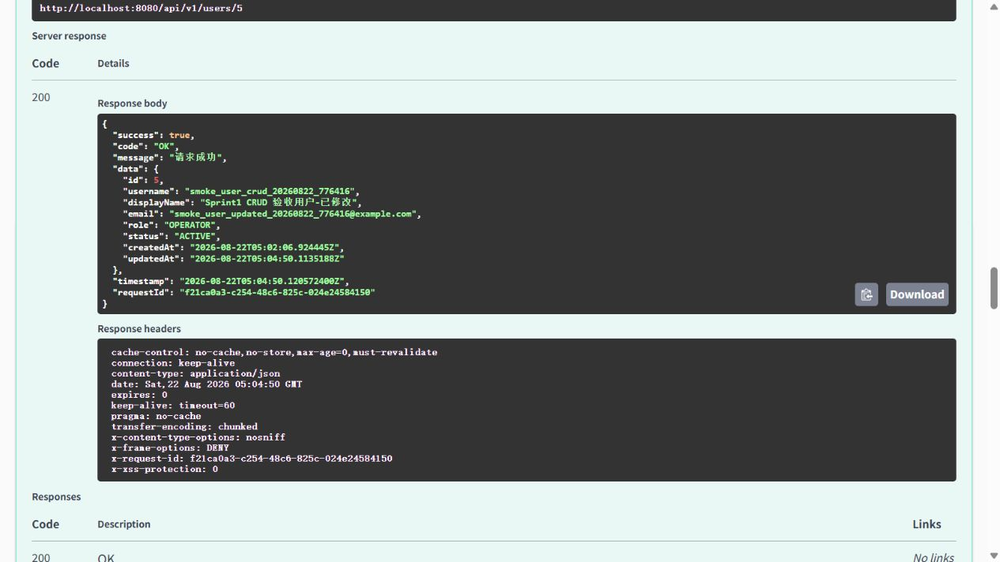 http://localhost:8080/api/v1/users/5
Server response
Code Details
200
Response body
{
  "success": true,
  "code": "OK",
  "message": "请求成功",
  "data": {
    "id": 5,
    "username": "smoke_user_crud_20260822_776416",
    "displayName": "Sprint1 CRUD 验收用户-已修改",
    "email": "smoke_user_updated_20260822_776416@example.com",
    "role": "OPERATOR",
    "status": "ACTIVE",
    "createdAt": "2026-08-22T05:02:06.924445Z",
    "updatedAt": "2026-08-22T05:04:50.1135188Z"
  },
  "timestamp": "2026-08-22T05:04:50.120572400Z",
  "requestId": "f21ca0a3-c254-48c6-825c-024e24584150"
}
Download
Response headers
cache-control: no-cache,no-store,max-age=0,must-revalidate
connection: keep-alive
content-type: application/json
date: Sat,22 Aug 2026 05:04:50 GMT
expires: 0
keep-alive: timeout=60
pragma: no-cache
transfer-encoding: chunked
x-content-type-options: nosniff
x-frame-options: DENY
x-request-id: f21ca0a3-c254-48c6-825c-024e24584150
x-xss-protection: 0
Responses
Code Description Links
200 OK No links